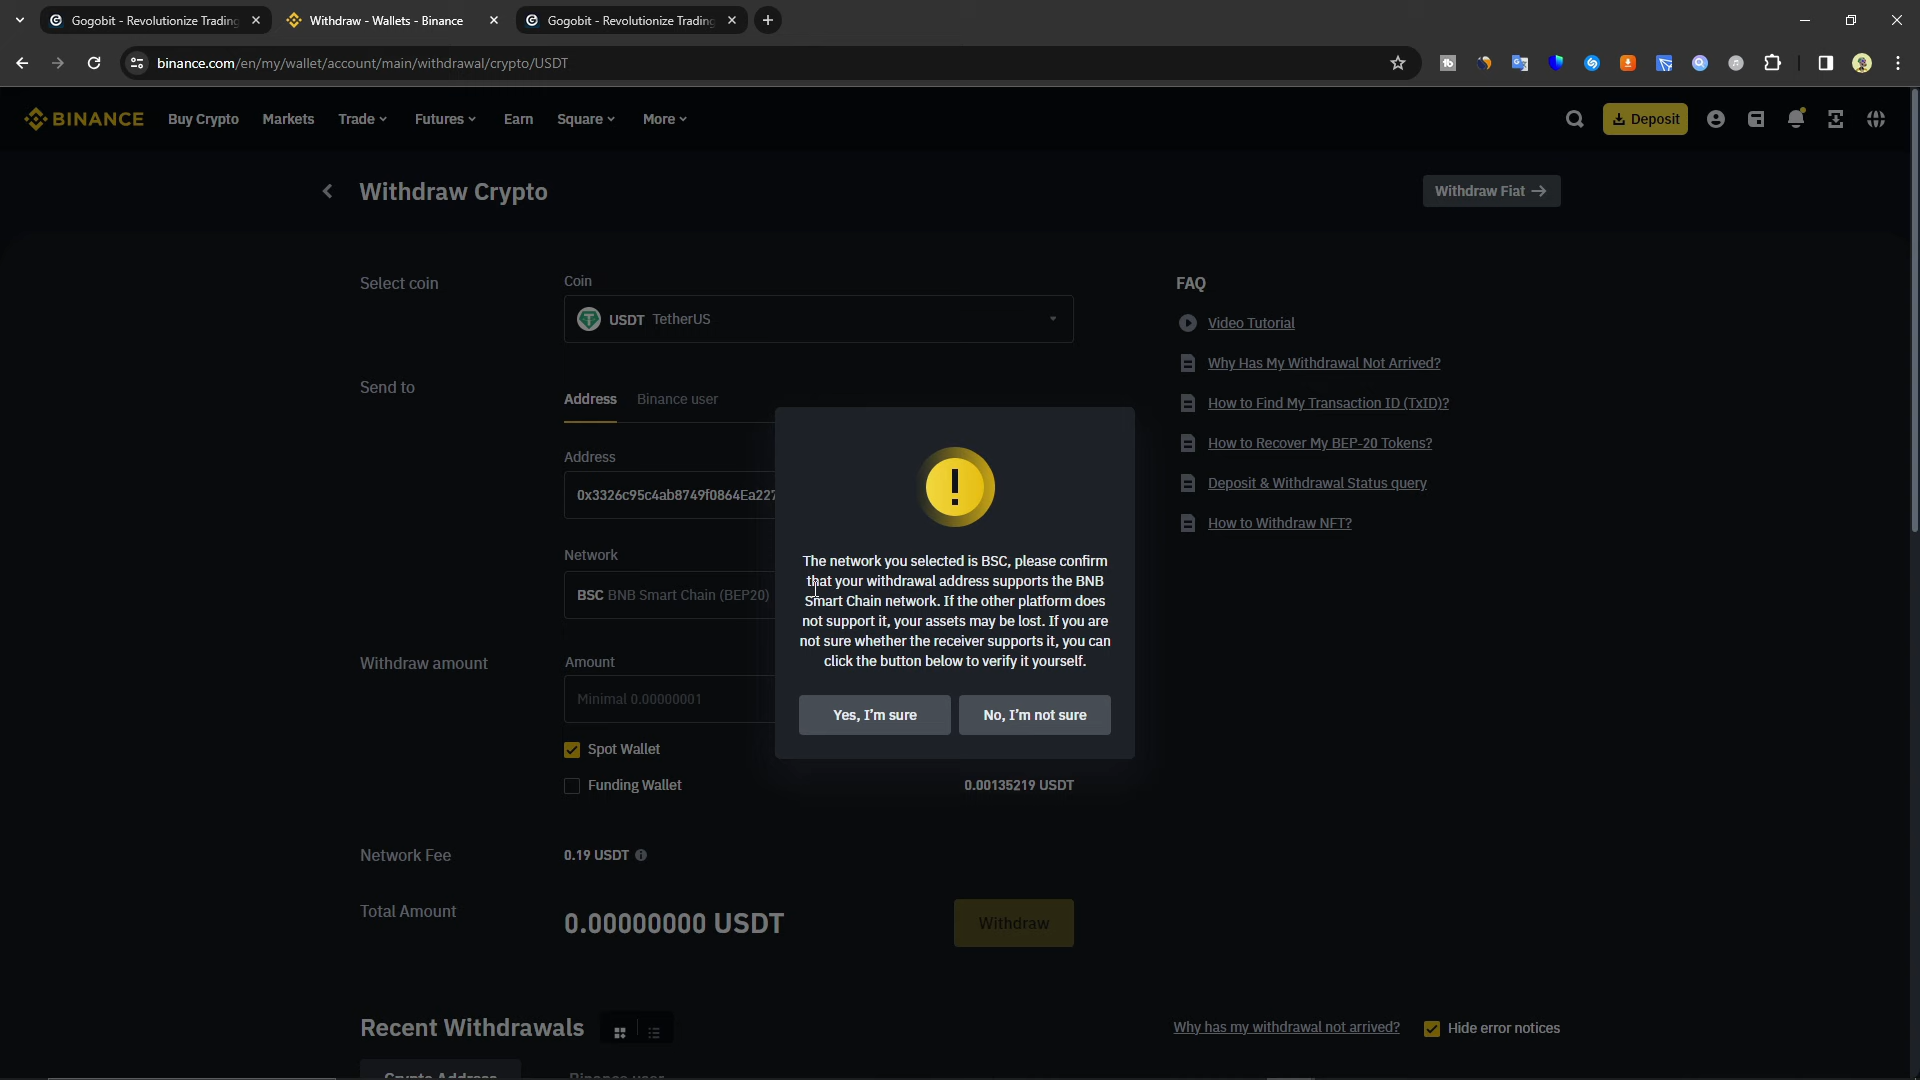 Gogobit - Revolutionize Trading
Withdraw - Wallets - Binance
Gogobit - Revolutionize Trading
binance.com/en/my/wallet/account/main/withdrawal/crypto/USDT
BINANCE
Buy Crypto
Markets
Trade
Futures
Earn
Square
More
Deposit
Withdraw Crypto
Withdraw Fiat
Select coin
Coin
USDT TetherUS
FAQ
Video Tutorial
Why Has My Withdrawal Not Arrived?
How to Find My Transaction ID (TxID)?
How to Recover My BEP-20 Tokens?
Deposit & Withdrawal Status query
How to Withdraw NFT?
Send to
Address
Binance user
Address
0x3326c95c4ab8749f0864Ea227
Network
BSC BNB Smart Chain (BEP20)
The network you selected is BSC, please confirm
that your withdrawal address supports the BNB
Smart Chain network. If the other platform does
not support it, your assets may be lost. If you are
not sure whether the receiver supports it, you can
click the button below to verify it yourself.
Yes, I'm sure
No, I'm not sure
Withdraw amount
Amount
Minimal 0.00000001
Spot Wallet
Funding Wallet
0.00135219 USDT
Network Fee
0.19 USDT
Total Amount
0.00000000 USDT
Withdraw
Recent Withdrawals
Why has my withdrawal not arrived?
Hide error notices
Crypto Address
Binance user